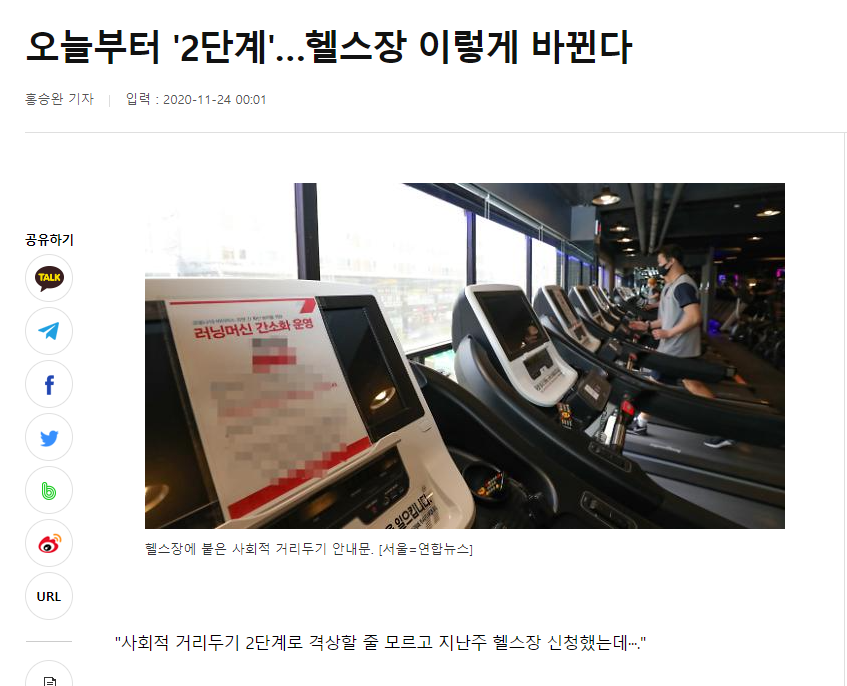 오늘부터 '2단계'…헬스장 이렇게 바뀐다
홍승완 기자 | 입력 : 2020-11-24 00:01
공유하기
TALK
러닝머신 간소화 운영
헬스장에 붙은 사회적 거리두기 안내문. [서울=연합뉴스]
URL
"사회적 거리두기 2단계로 격상할 줄 모르고 지난주 헬스장 신청했는데…."